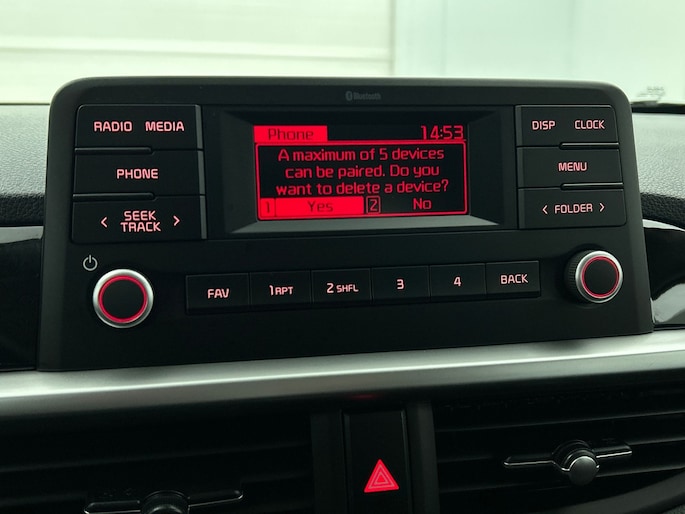 Bluetooth
RADIO MEDIA
PHONE
< SEEK TRACK >
Phone 14:53
A maximum of 5 devices
can be paired. Do you
want to delete a device?
1 Yes 2 No
DISP CLOCK
MENU
< FOLDER >
FAV 1 RPT 2 SHFL 3 4 BACK